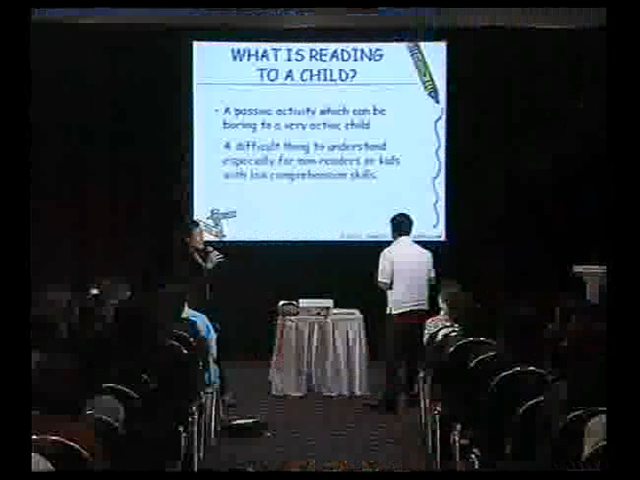 WHAT IS READING
TO A CHILD?
• A passive activity which can be
boring to a very active child
A difficult thing to understand
especially for non-readers or kids
with low comprehension skills.